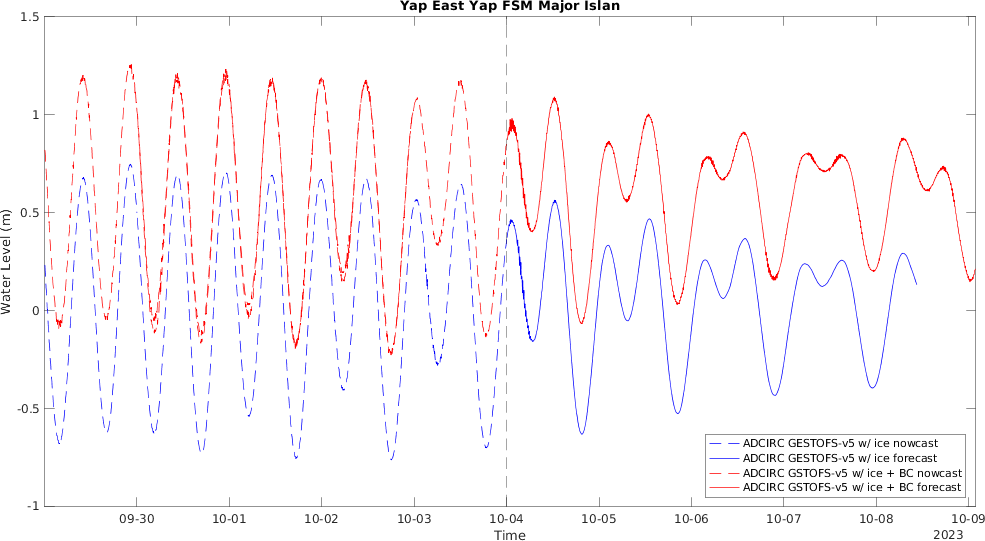 Yap East Yap FSM Major Islan
1.5
1
0.5
0
-0.5
-1
Water Level (m)
ADCIRC GESTOFS-v5 w/ ice nowcast
ADCIRC GESTOFS-v5 w/ ice forecast
ADCIRC GSTOFS-v5 w/ ice + BC nowcast
ADCIRC GSTOFS-v5 w/ ice + BC forecast
09-30 10-01 10-02 10-03 10-04 10-05 10-06 10-07 10-08 10-09
Time
2023